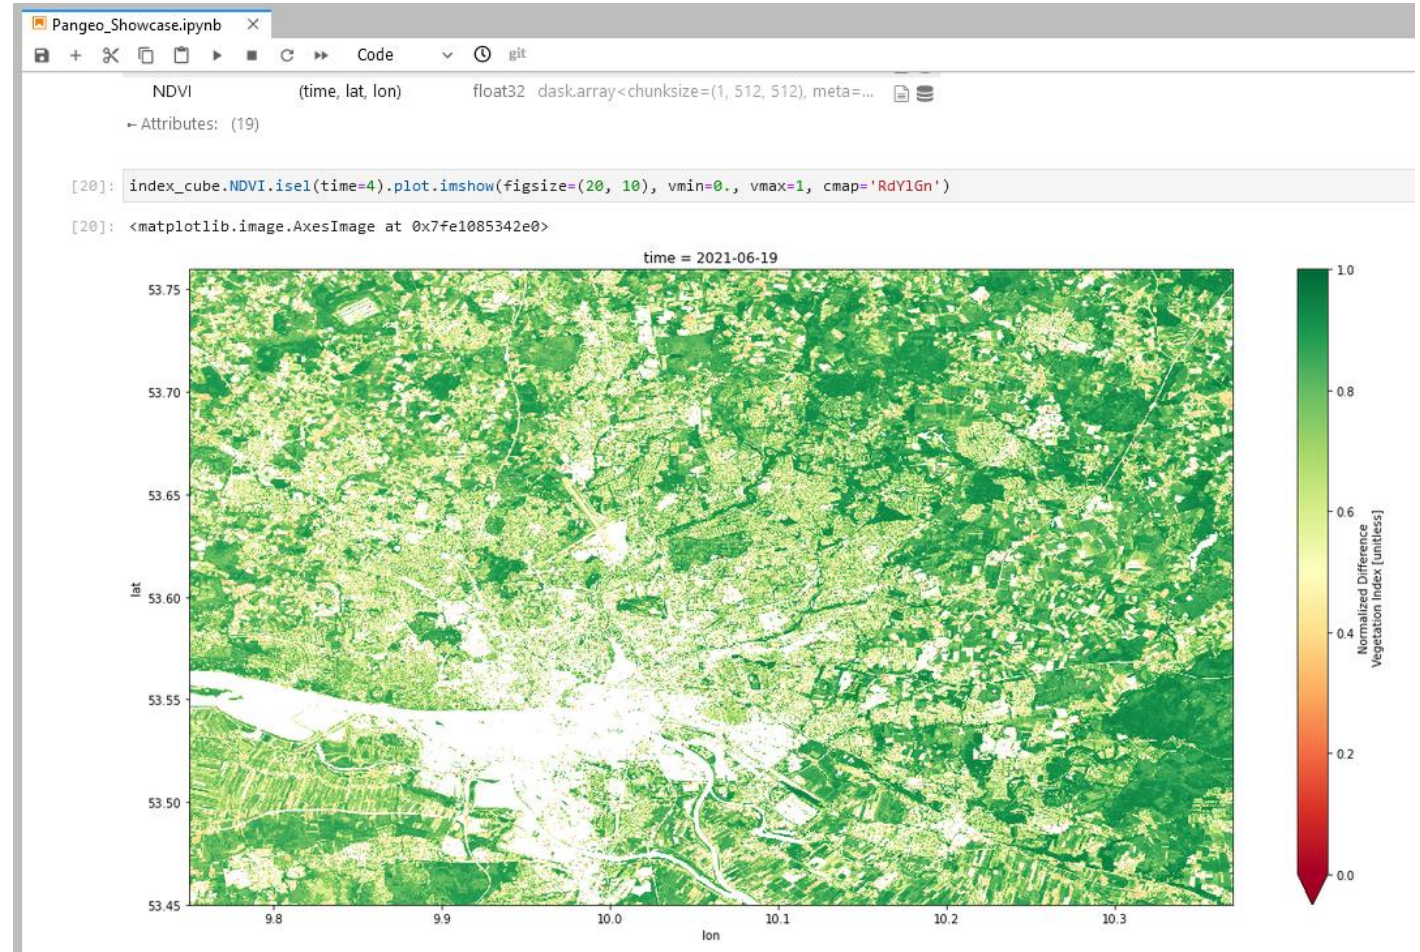 Pangeo_Showcase.ipynb ×
Code git
NDVI (time, lat, lon) float32 dask.array<chunksize=(1, 512, 512), meta=...
Attributes: (19)
[20]: index_cube.NDVI.isel(time=4).plot.imshow(figsize=(20, 10), vmin=0., vmax=1, cmap='RdYlGn')
[20]: <matplotlib.image.AxesImage at 0x7fe1085342e0>
time = 2021-06-19
53.75
53.70
53.65
53.60
53.55
53.50
53.45
lat
9.8 9.9 10.0 10.1 10.2 10.3
lon
1.0
0.8
0.6
0.4
0.2
0.0
Normalized Difference
Vegetation Index [unitless]